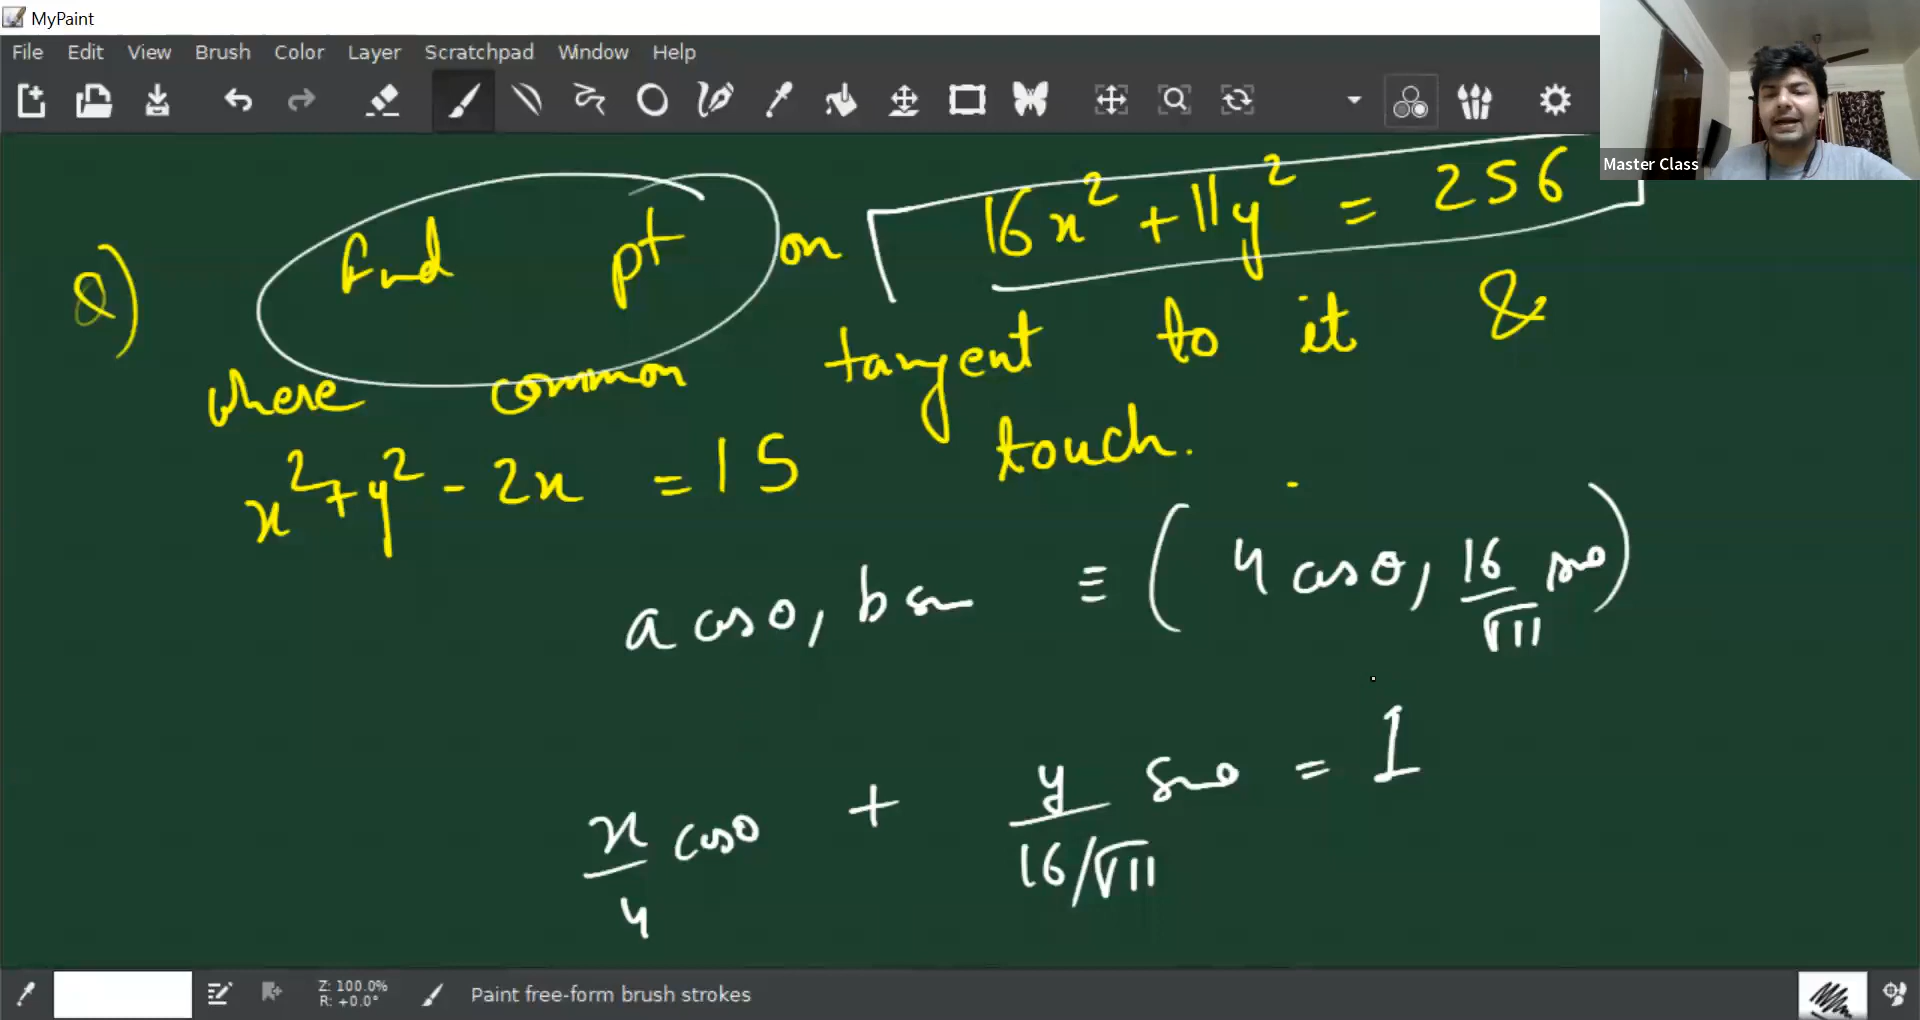 MyPaint
File Edit View Brush Color Layer Scratchpad Window Help
Master Class
Q) find pt on 16x² + 11y² = 256
where common tangent to it &
x² + y² - 2x = 15 touch.
a cosθ, b sin ≡ (4 cosθ, 16/√11 sinθ)
x/4 cosθ + y/16/√11 sinθ = 1
Z: 100.0%
R: +0.0°
Paint free-form brush strokes